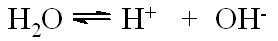 H₂O ⇌ H⁺ + OH⁻